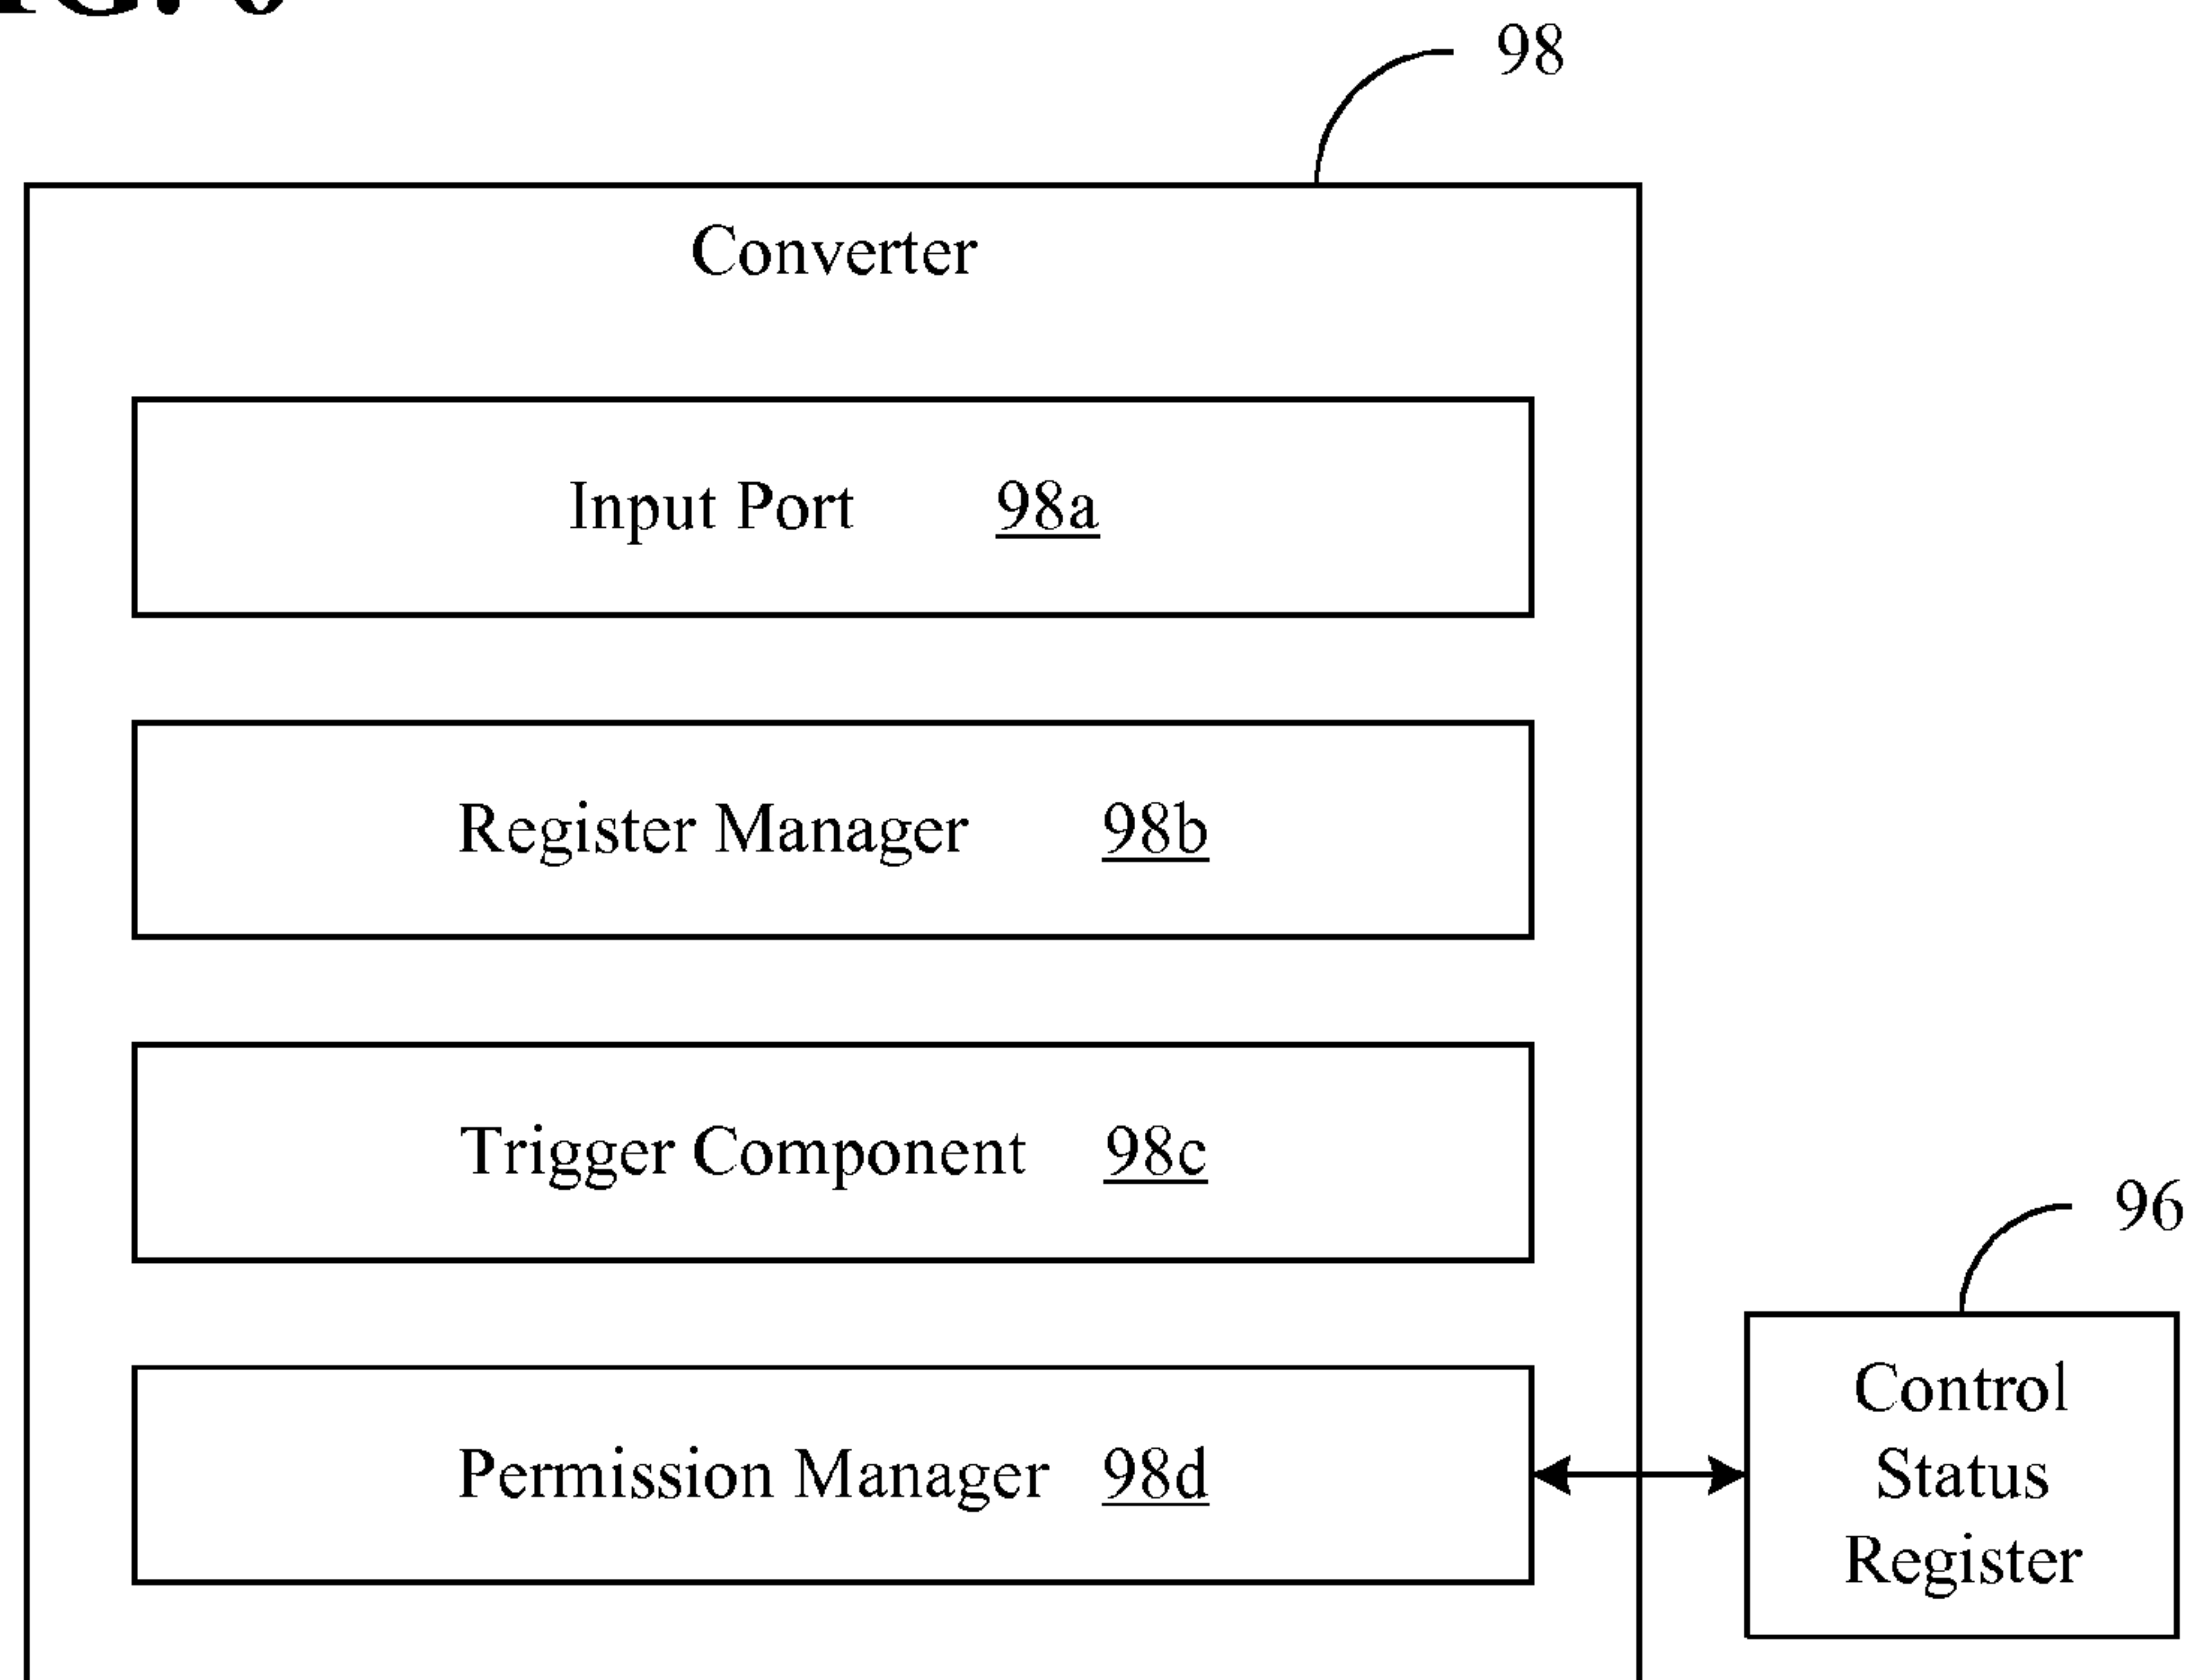 98
Converter
Input Port 98a
Register Manager 98b
Trigger Component 98c
96
Control
Status
Register
Permission Manager 98d